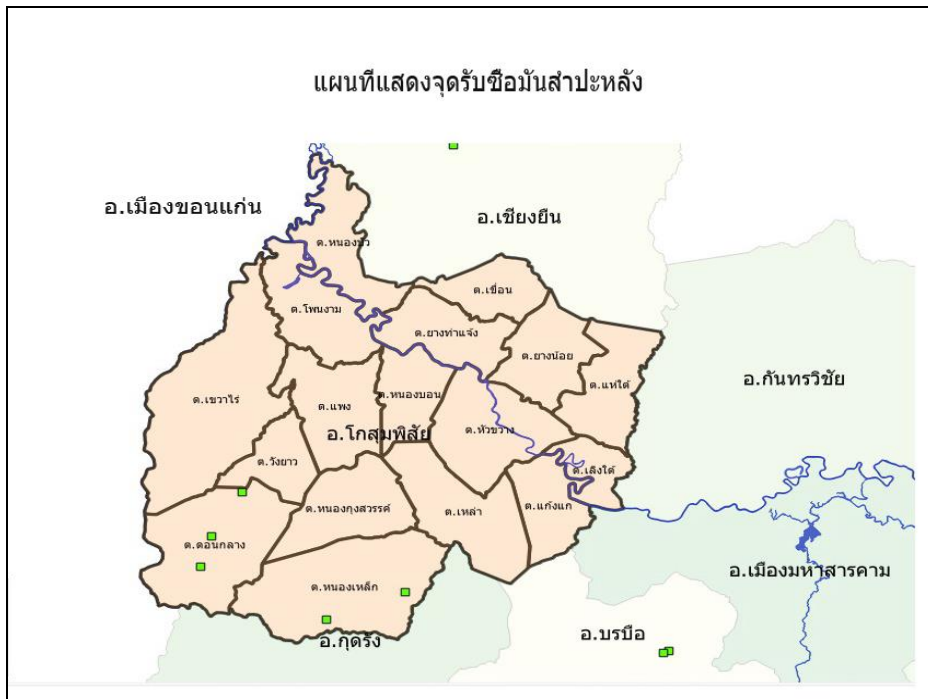 แผนที่แสดงจุดรับซื้อมันสำปะหลัง
อ.เมืองขอนแก่น
อ.เชียงยืน
ต.หนองบัว
ต.เขื่อน
ต.โพนงาม
ต.ยางท่าแจ้ง
ต.ยางน้อย
อ.กันทรวิชัย
ต.แห่ใต้
ต.เขวาไร่
ต.แพง
ต.หนองบอน
ต.หัวขวาง
อ.โกสุมพิสัย
ต.วังยาว
ต.เลิงใต้
ต.หนองกุงสวรรค์
ต.เหล่า
ต.แก้งแก
ต.ดอนกลาง
อ.เมืองมหาสารคาม
ต.หนองเหล็ก
อ.บรบือ
อ.กุดรัง